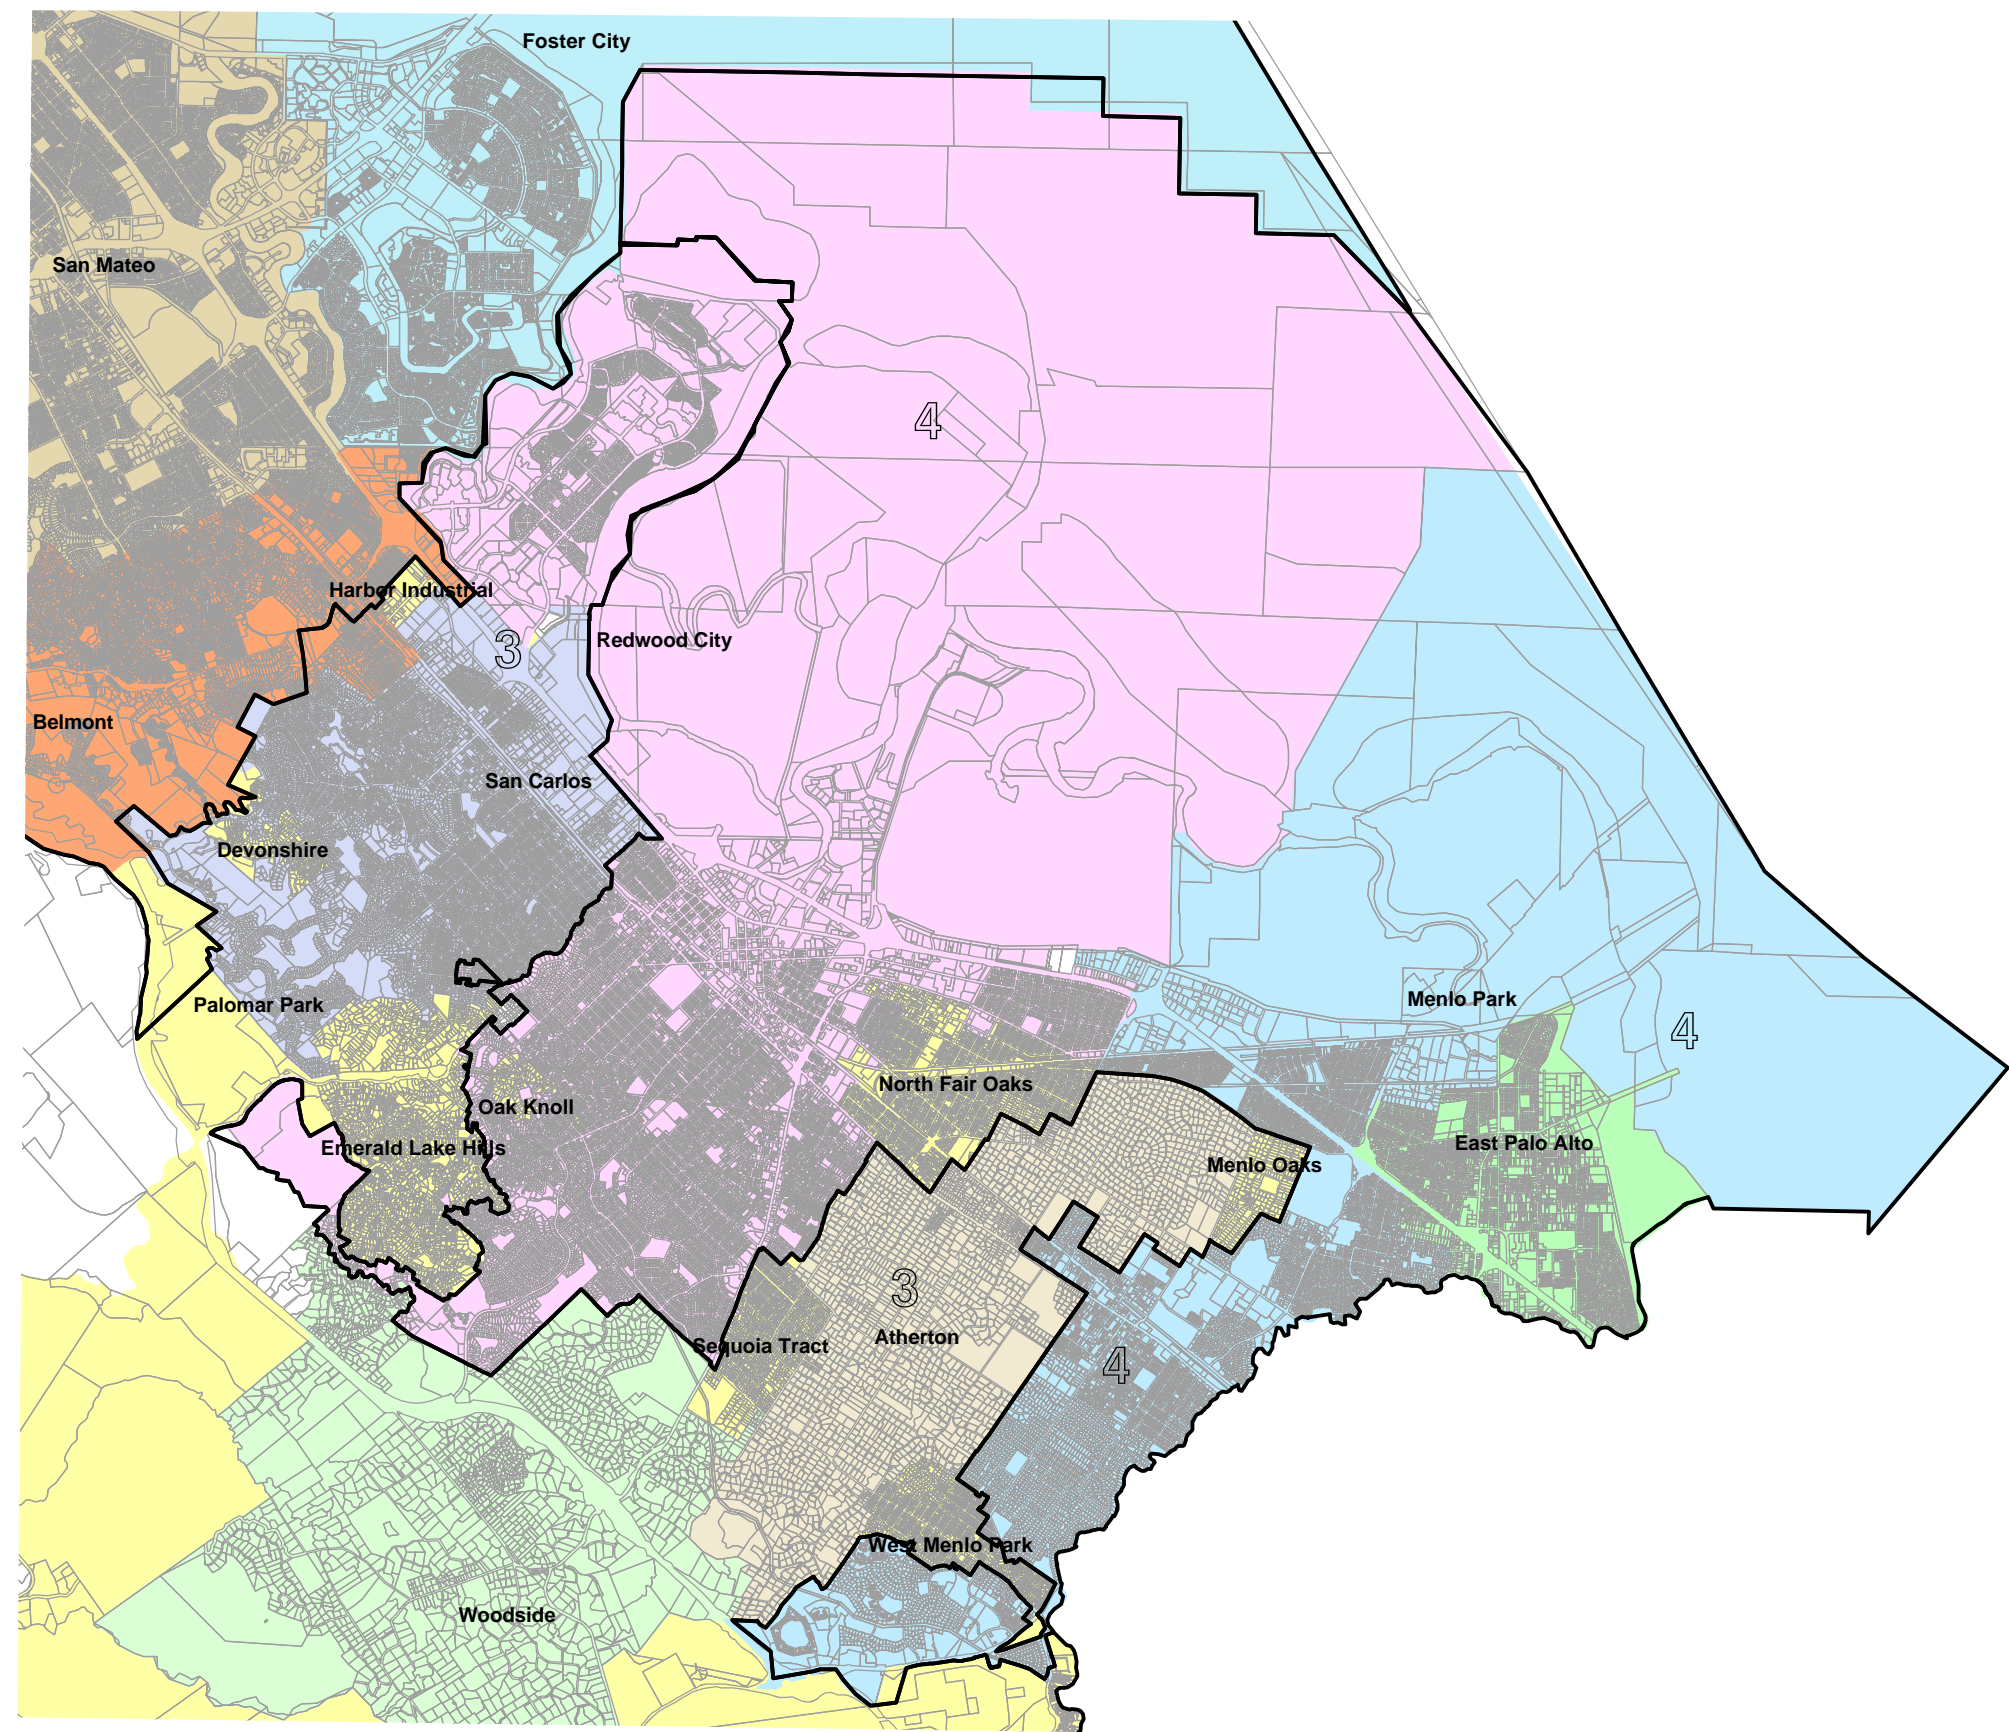 Foster City
San Mateo
4
Harbor Industrial
3
Redwood City
Belmont
San Carlos
Devonshire
Palomar Park
Menlo Park
4
North Fair Oaks
Oak Knoll
Emerald Lake Hills
East Palo Alto
Menlo Oaks
3
Atherton
Sequoia Tract
4
West Menlo Park
Woodside